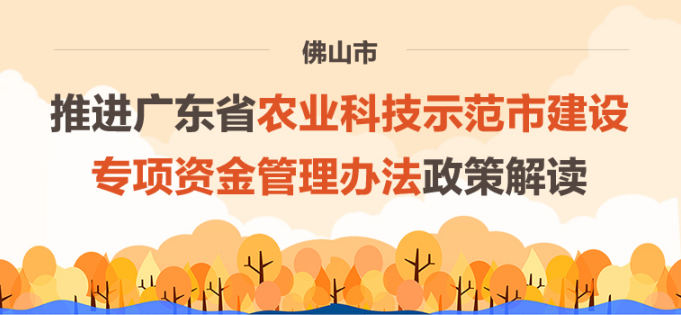 佛山市
推进广东省农业科技示范市建设
专项资金管理办法政策解读